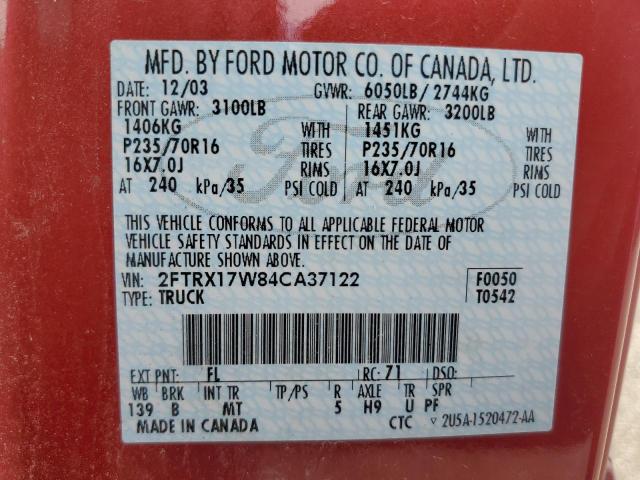 MFD. BY FORD MOTOR CO. OF CANADA, LTD.
DATE: 12/03 GVWR: 6050LB/ 2744KG
FRONT GAWR: 3100LB REAR GAWR: 3200LB
1406KG WITH 1451KG WITH
P235/70R16 TIRES P235/70R16 TIRES
16X7.0J RIMS 16X7.0J RIMS
AT 240 kPa/35 PSI COLD AT 240 kPa/35 PSI COLD
Ford
THIS VEHICLE CONFORMS TO ALL APPLICABLE FEDERAL MOTOR
VEHICLE SAFETY STANDARDS IN EFFECT ON THE DATE OF
MANUFACTURE SHOWN ABOVE.
VIN: 2FTRX17W84CA37122 F0050
TYPE: TRUCK T0542
EXT PNT: FL RC: 71 DSO:
WB BRK INT TR TP/PS R AXLE TR SPR
139 B MT 5 H9 U PF
MADE IN CANADA CTC ▽ 2U5A-1520472-AA